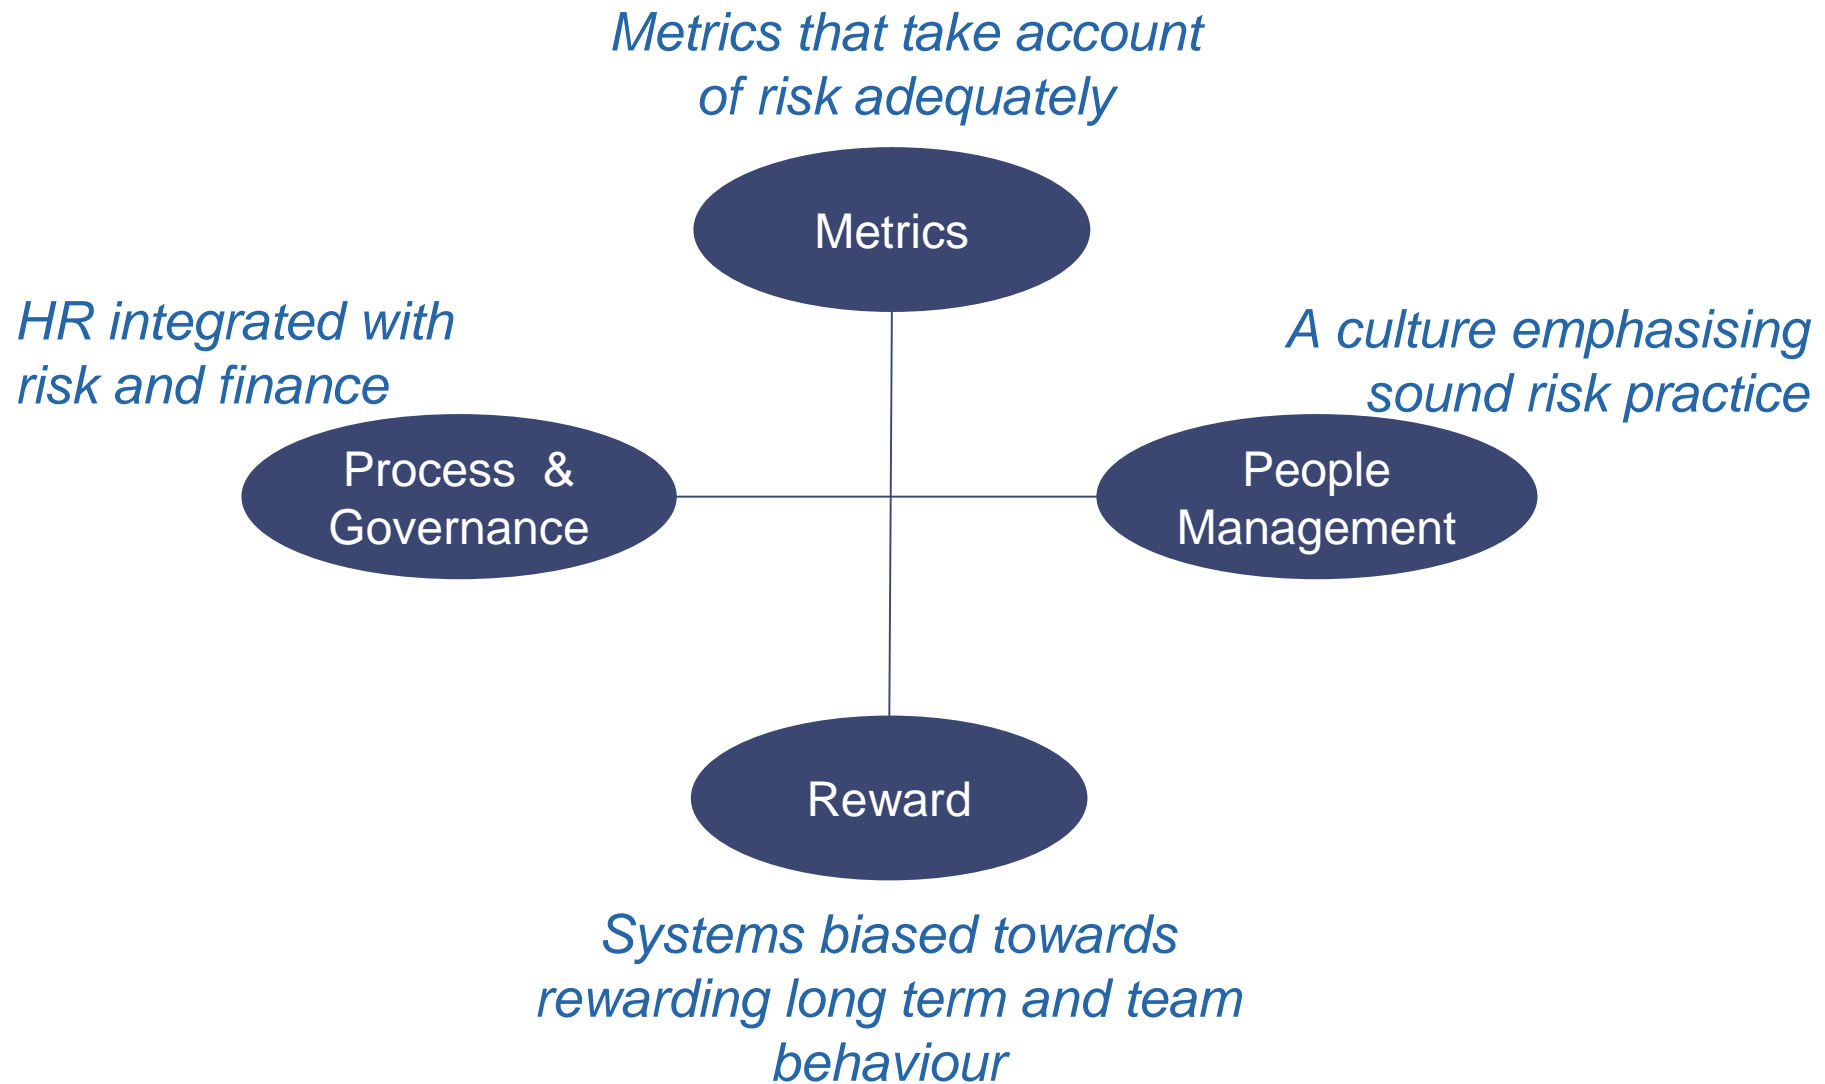 Metrics that take account
of risk adequately
Metrics
HR integrated with
risk and finance
A culture emphasising
sound risk practice
Process & 
Governance
People
Management
Reward
Systems biased towards
rewarding long term and team
behaviour